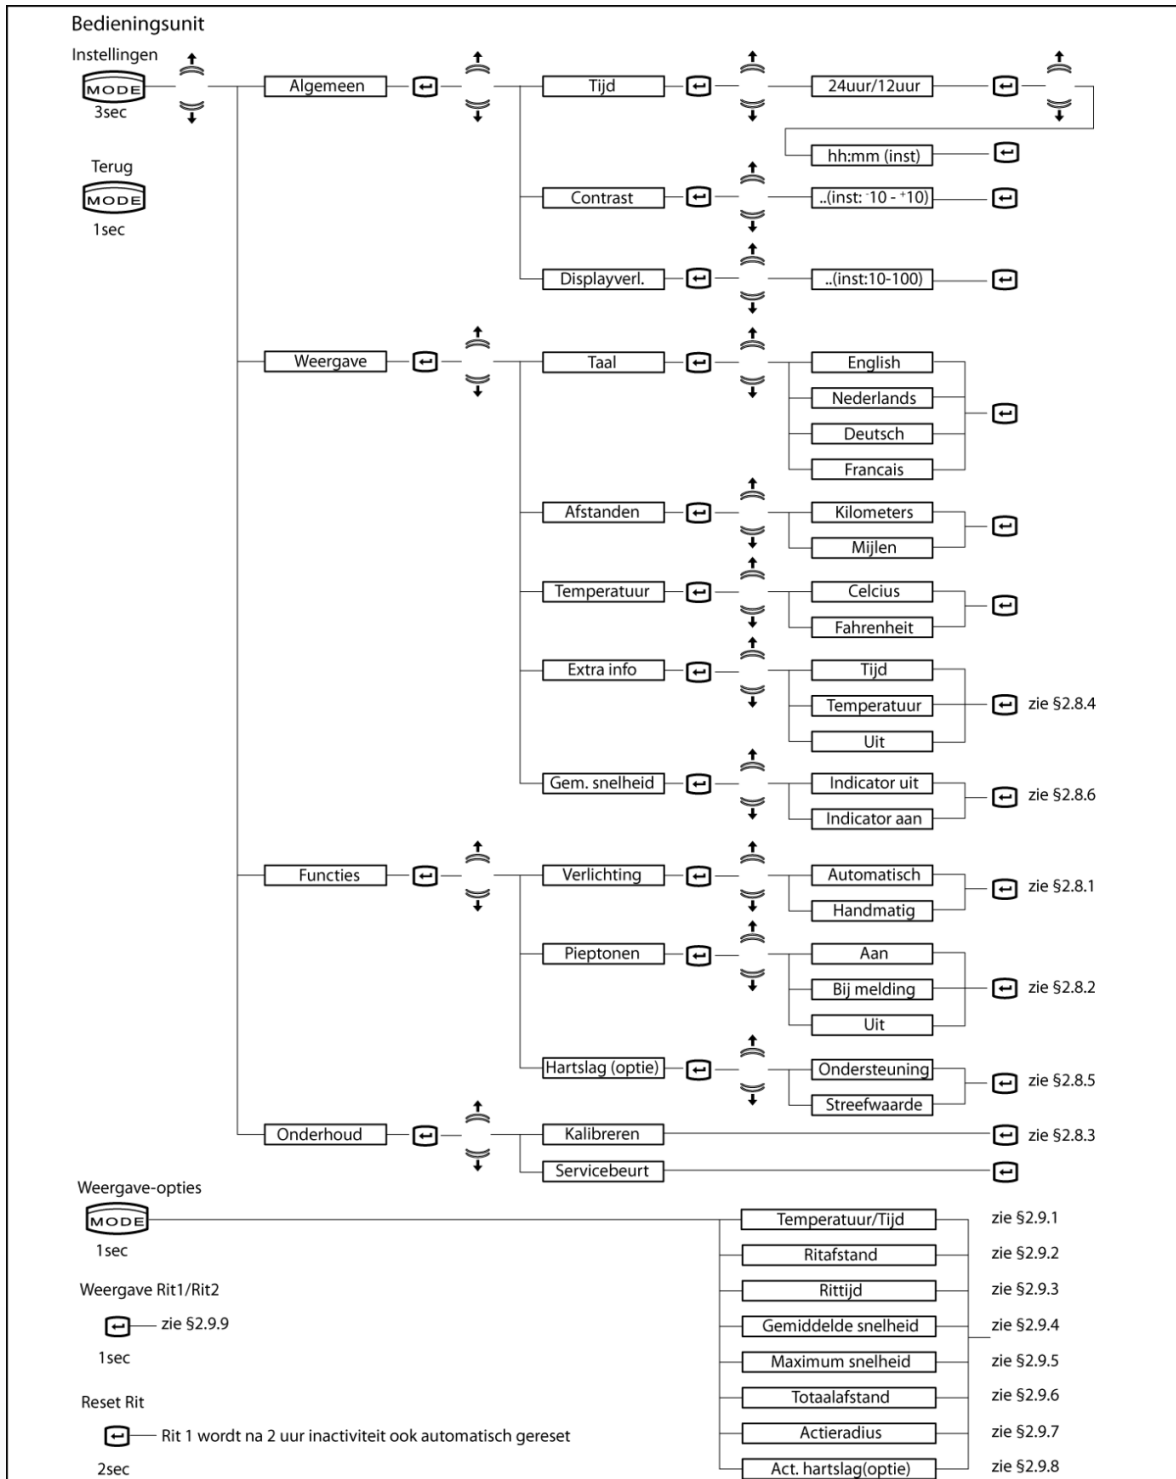 Bedieningsunit
Instellingen
MODE
3sec
Terug
MODE
1sec
Algemeen
Tijd
24uur/12uur
hh:mm (inst)
Contrast
..(inst: -10 - +10)
Displayverl.
..(inst:10-100)
Weergave
Taal
English
Nederlands
Deutsch
Francais
Afstanden
Kilometers
Mijlen
Temperatuur
Celcius
Fahrenheit
Extra info
Tijd
Temperatuur
zie §2.8.4
Uit
Gem. snelheid
Indicator uit
zie §2.8.6
Indicator aan
Functies
Verlichting
Automatisch
zie §2.8.1
Handmatig
Pieptonen
Aan
Bij melding
zie §2.8.2
Uit
Hartslag (optie)
Ondersteuning
zie §2.8.5
Streefwaarde
Onderhoud
Kalibreren
zie §2.8.3
Servicebeurt
Weergave-opties
MODE
1sec
Temperatuur/Tijd
zie §2.9.1
Ritafstand
zie §2.9.2
Rittijd
zie §2.9.3
Gemiddelde snelheid
zie §2.9.4
Maximum snelheid
zie §2.9.5
Totaalafstand
zie §2.9.6
Actieradius
zie §2.9.7
Act. hartslag(optie)
zie §2.9.8
Weergave Rit1/Rit2
zie §2.9.9
1sec
Reset Rit
Rit 1 wordt na 2 uur inactiviteit ook automatisch gereset
2sec